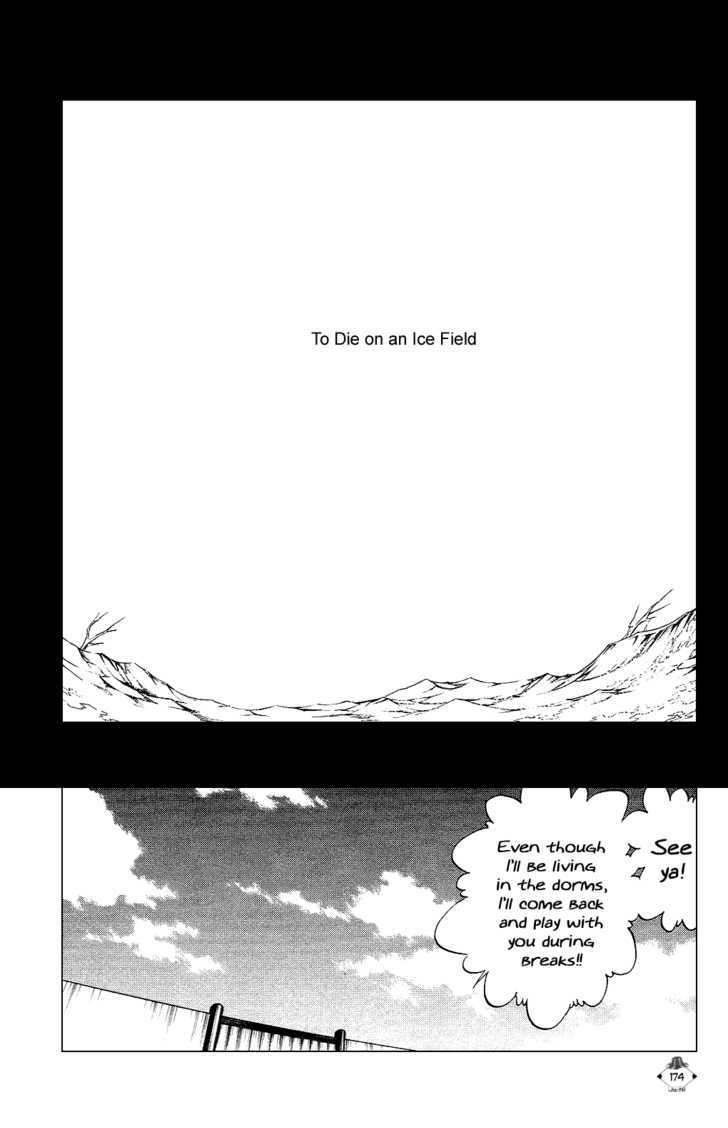 To Die on an Ice Field
See
ya!
Even though
I'll be living
in the dorms,
I'll come back
and play with
you during
breaks!!
174